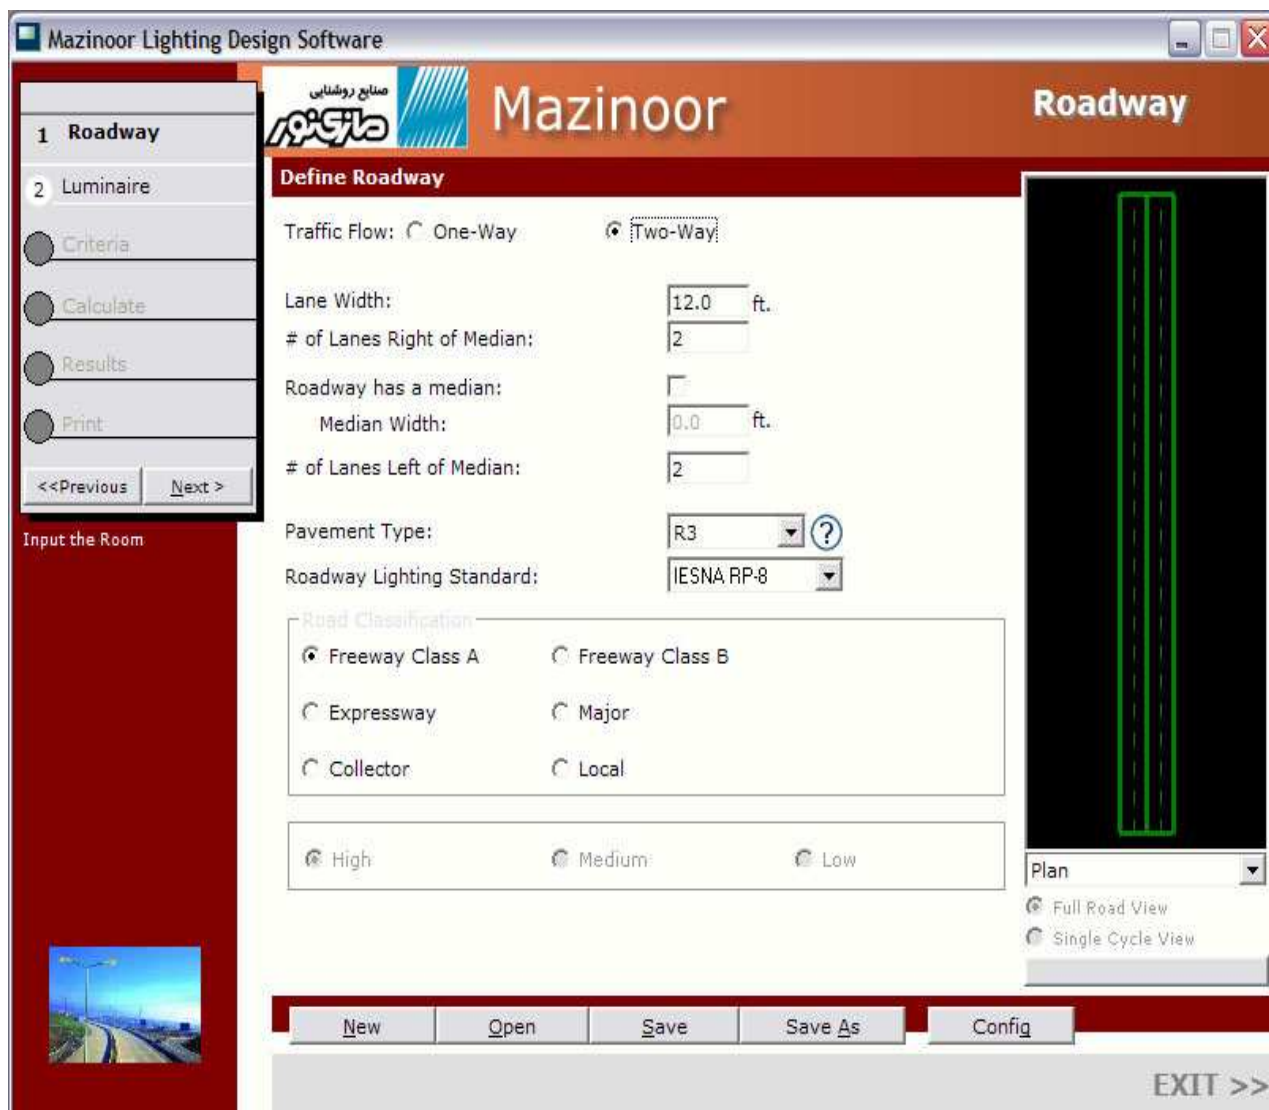 Mazinoor Lighting Design Software
1 Roadway
2 Luminaire
Criteria
Calculate
Results
Print
<<Previous Next >
Input the Room
صنایع روشنایی
مازی نور
Mazinoor
Roadway
Define Roadway
Traffic Flow: One-Way Two-Way
Lane Width: 12.0 ft.
# of Lanes Right of Median: 2
Roadway has a median:
Median Width: 0.0 ft.
# of Lanes Left of Median: 2
Pavement Type: R3 ?
Roadway Lighting Standard: IESNA RP-8
Road Classification
Freeway Class A Freeway Class B
Expressway Major
Collector Local
High Medium Low
Plan
Full Road View
Single Cycle View
New Open Save Save As Config
EXIT >>